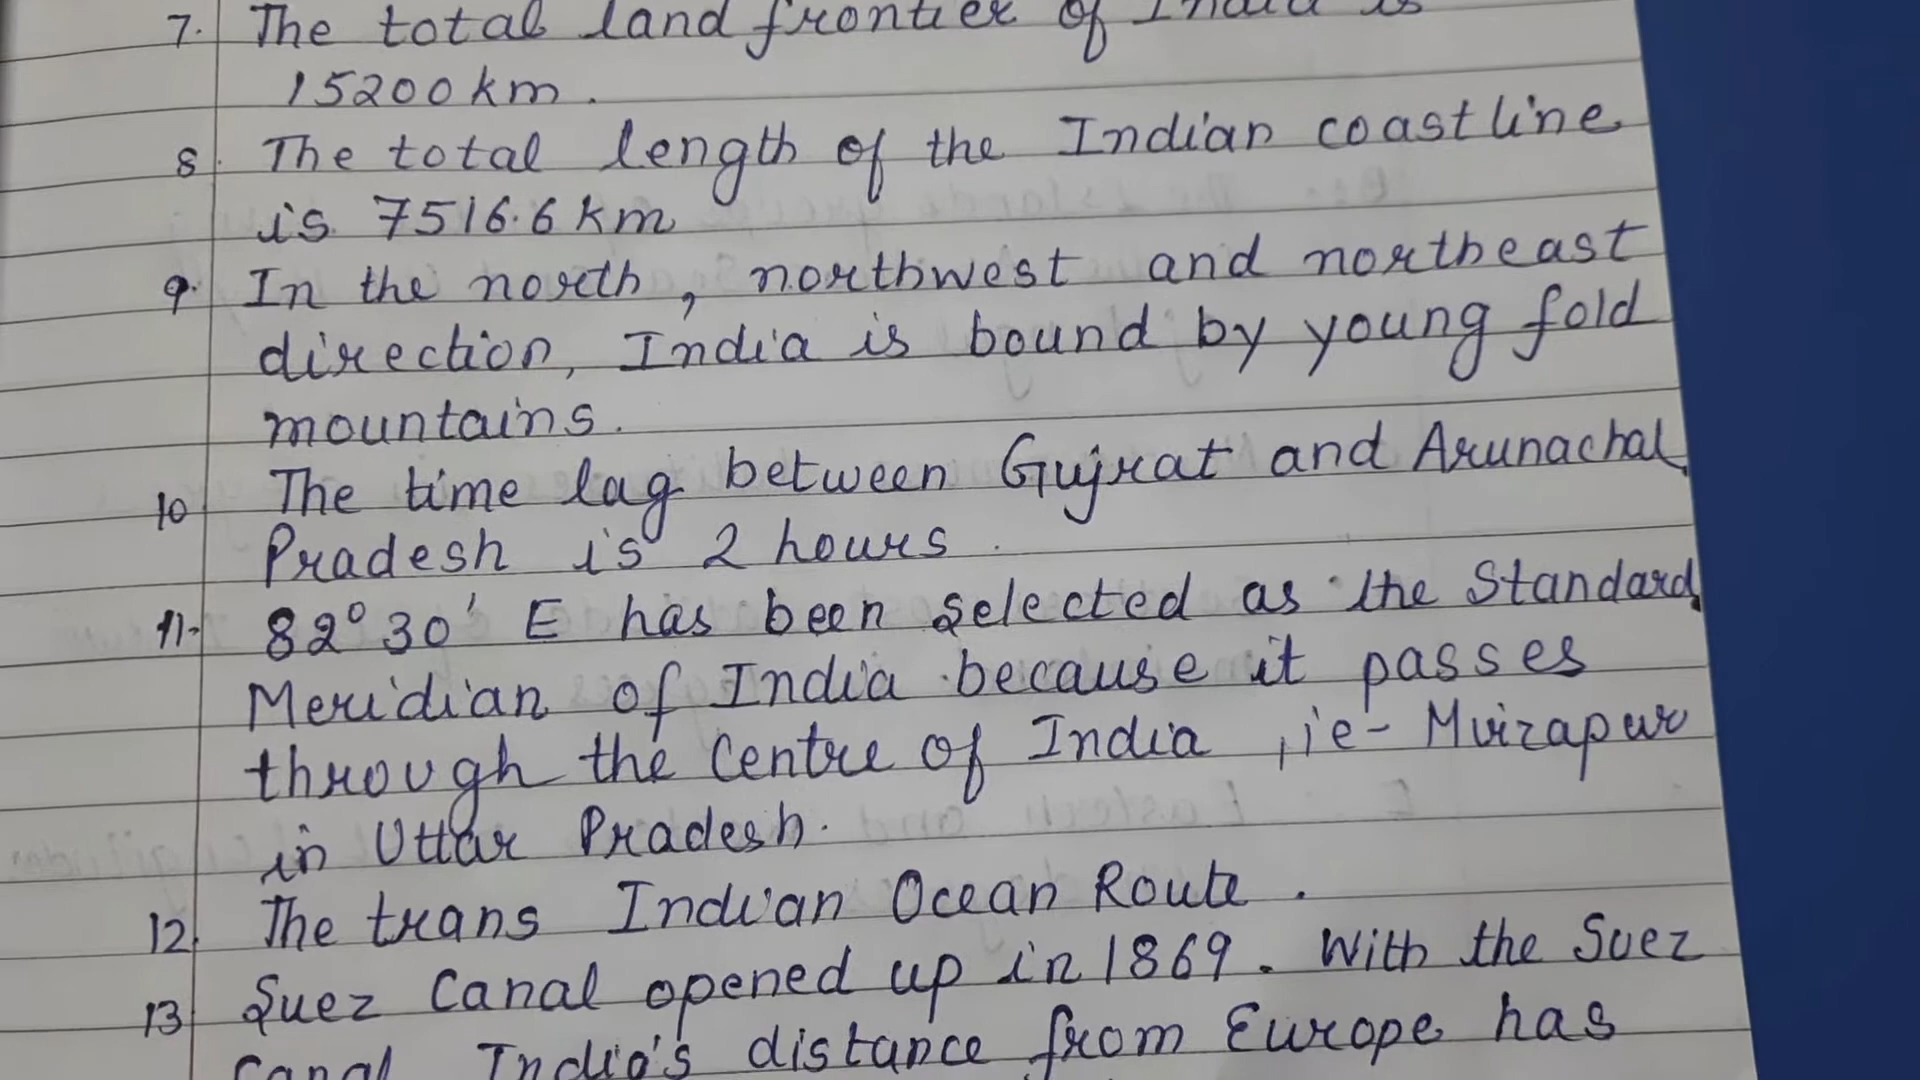 7. The total land frontier of India is
15200 km.
8. The total length of the Indian coastline
is 7516.6 km
9. In the north, northwest and northeast
direction, India is bound by young fold
mountains.
10 The time lag between Gujrat and Arunachal
Pradesh is 2 hours.
11. 82°30' E has been selected as the Standard
Meridian of India because it passes
through the Centre of India, ie- Mirzapur
in Uttar Pradesh.
12. The trans Indian Ocean Route.
13 Suez Canal opened up in 1869. With the Suez
Canal India's distance from Europe has